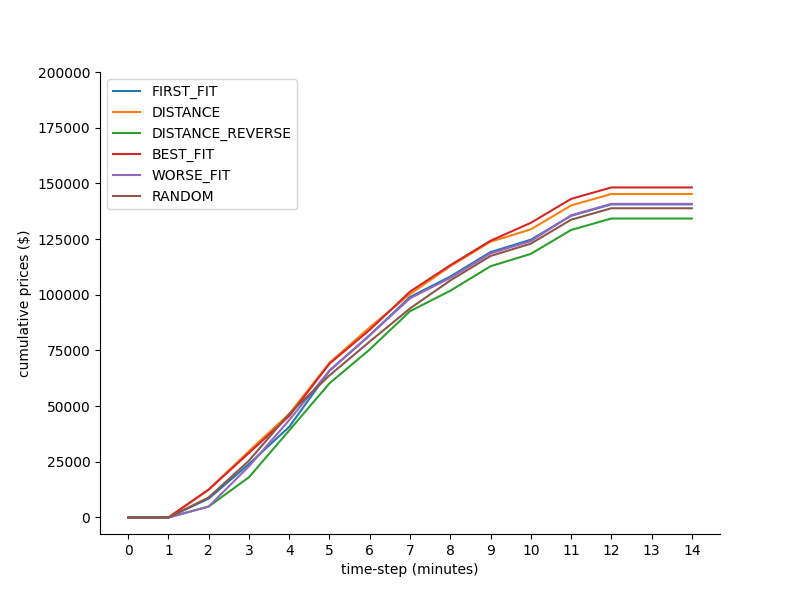 200000
175000
150000
125000
100000
75000
50000
25000
0
cumulative prices ($)
FIRST_FIT
DISTANCE
DISTANCE_REVERSE
BEST_FIT
WORSE_FIT
RANDOM
0 1 2 3 4 5 6 7 8 9 10 11 12 13 14
time-step (minutes)